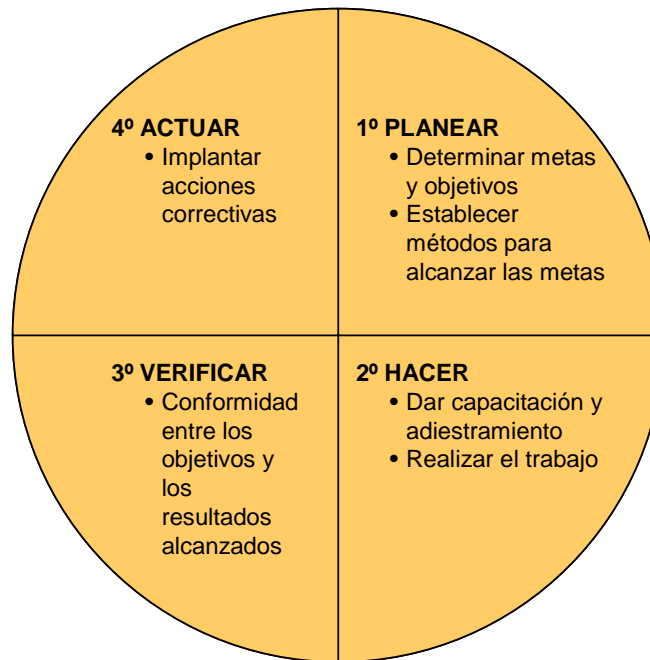 4º ACTUAR
• Implantar
acciones
correctivas
1º PLANEAR
• Determinar metas
y objetivos
• Establecer
métodos para
alcanzar las metas
3º VERIFICAR
• Conformidad
entre los
objetivos y
los
resultados
alcanzados
2º HACER
• Dar capacitación y
adiestramiento
• Realizar el trabajo